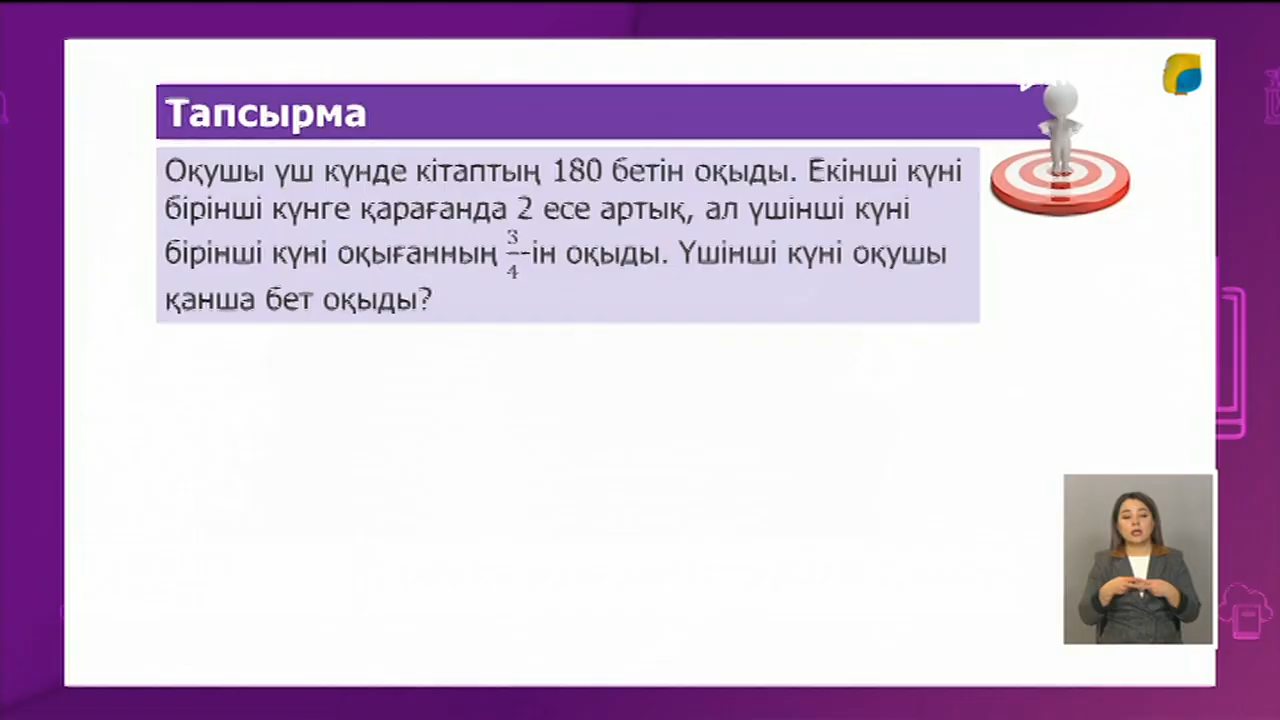 Тапсырма
Оқушы үш күнде кітаптың 180 бетін оқыды. Екінші күні
бірінші күнге қарағанда 2 есе артық, ал үшінші күні
бірінші күні оқығанның 3/4-ін оқыды. Үшінші күні оқушы
қанша бет оқыды?